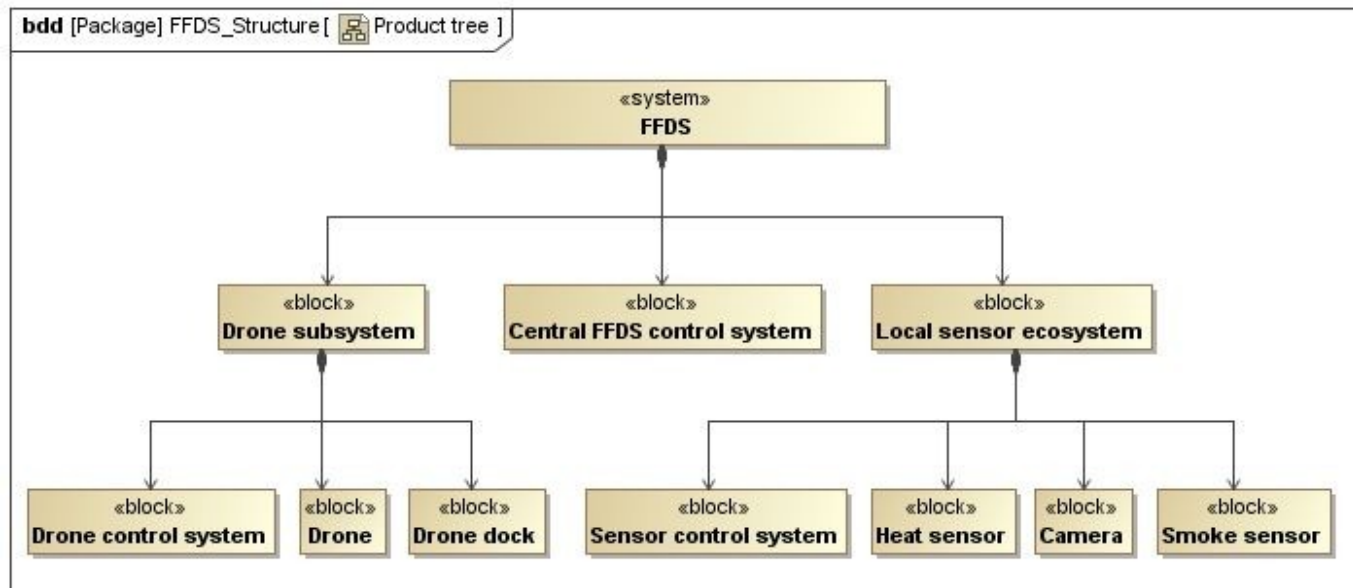 bdd [Package] FFDS_Structure [ Product tree ]
«system»
FFDS
«block»
Drone subsystem
«block»
Central FFDS control system
«block»
Local sensor ecosystem
«block»
Drone control system
«block»
Drone
«block»
Drone dock
«block»
Sensor control system
«block»
Heat sensor
«block»
Camera
«block»
Smoke sensor